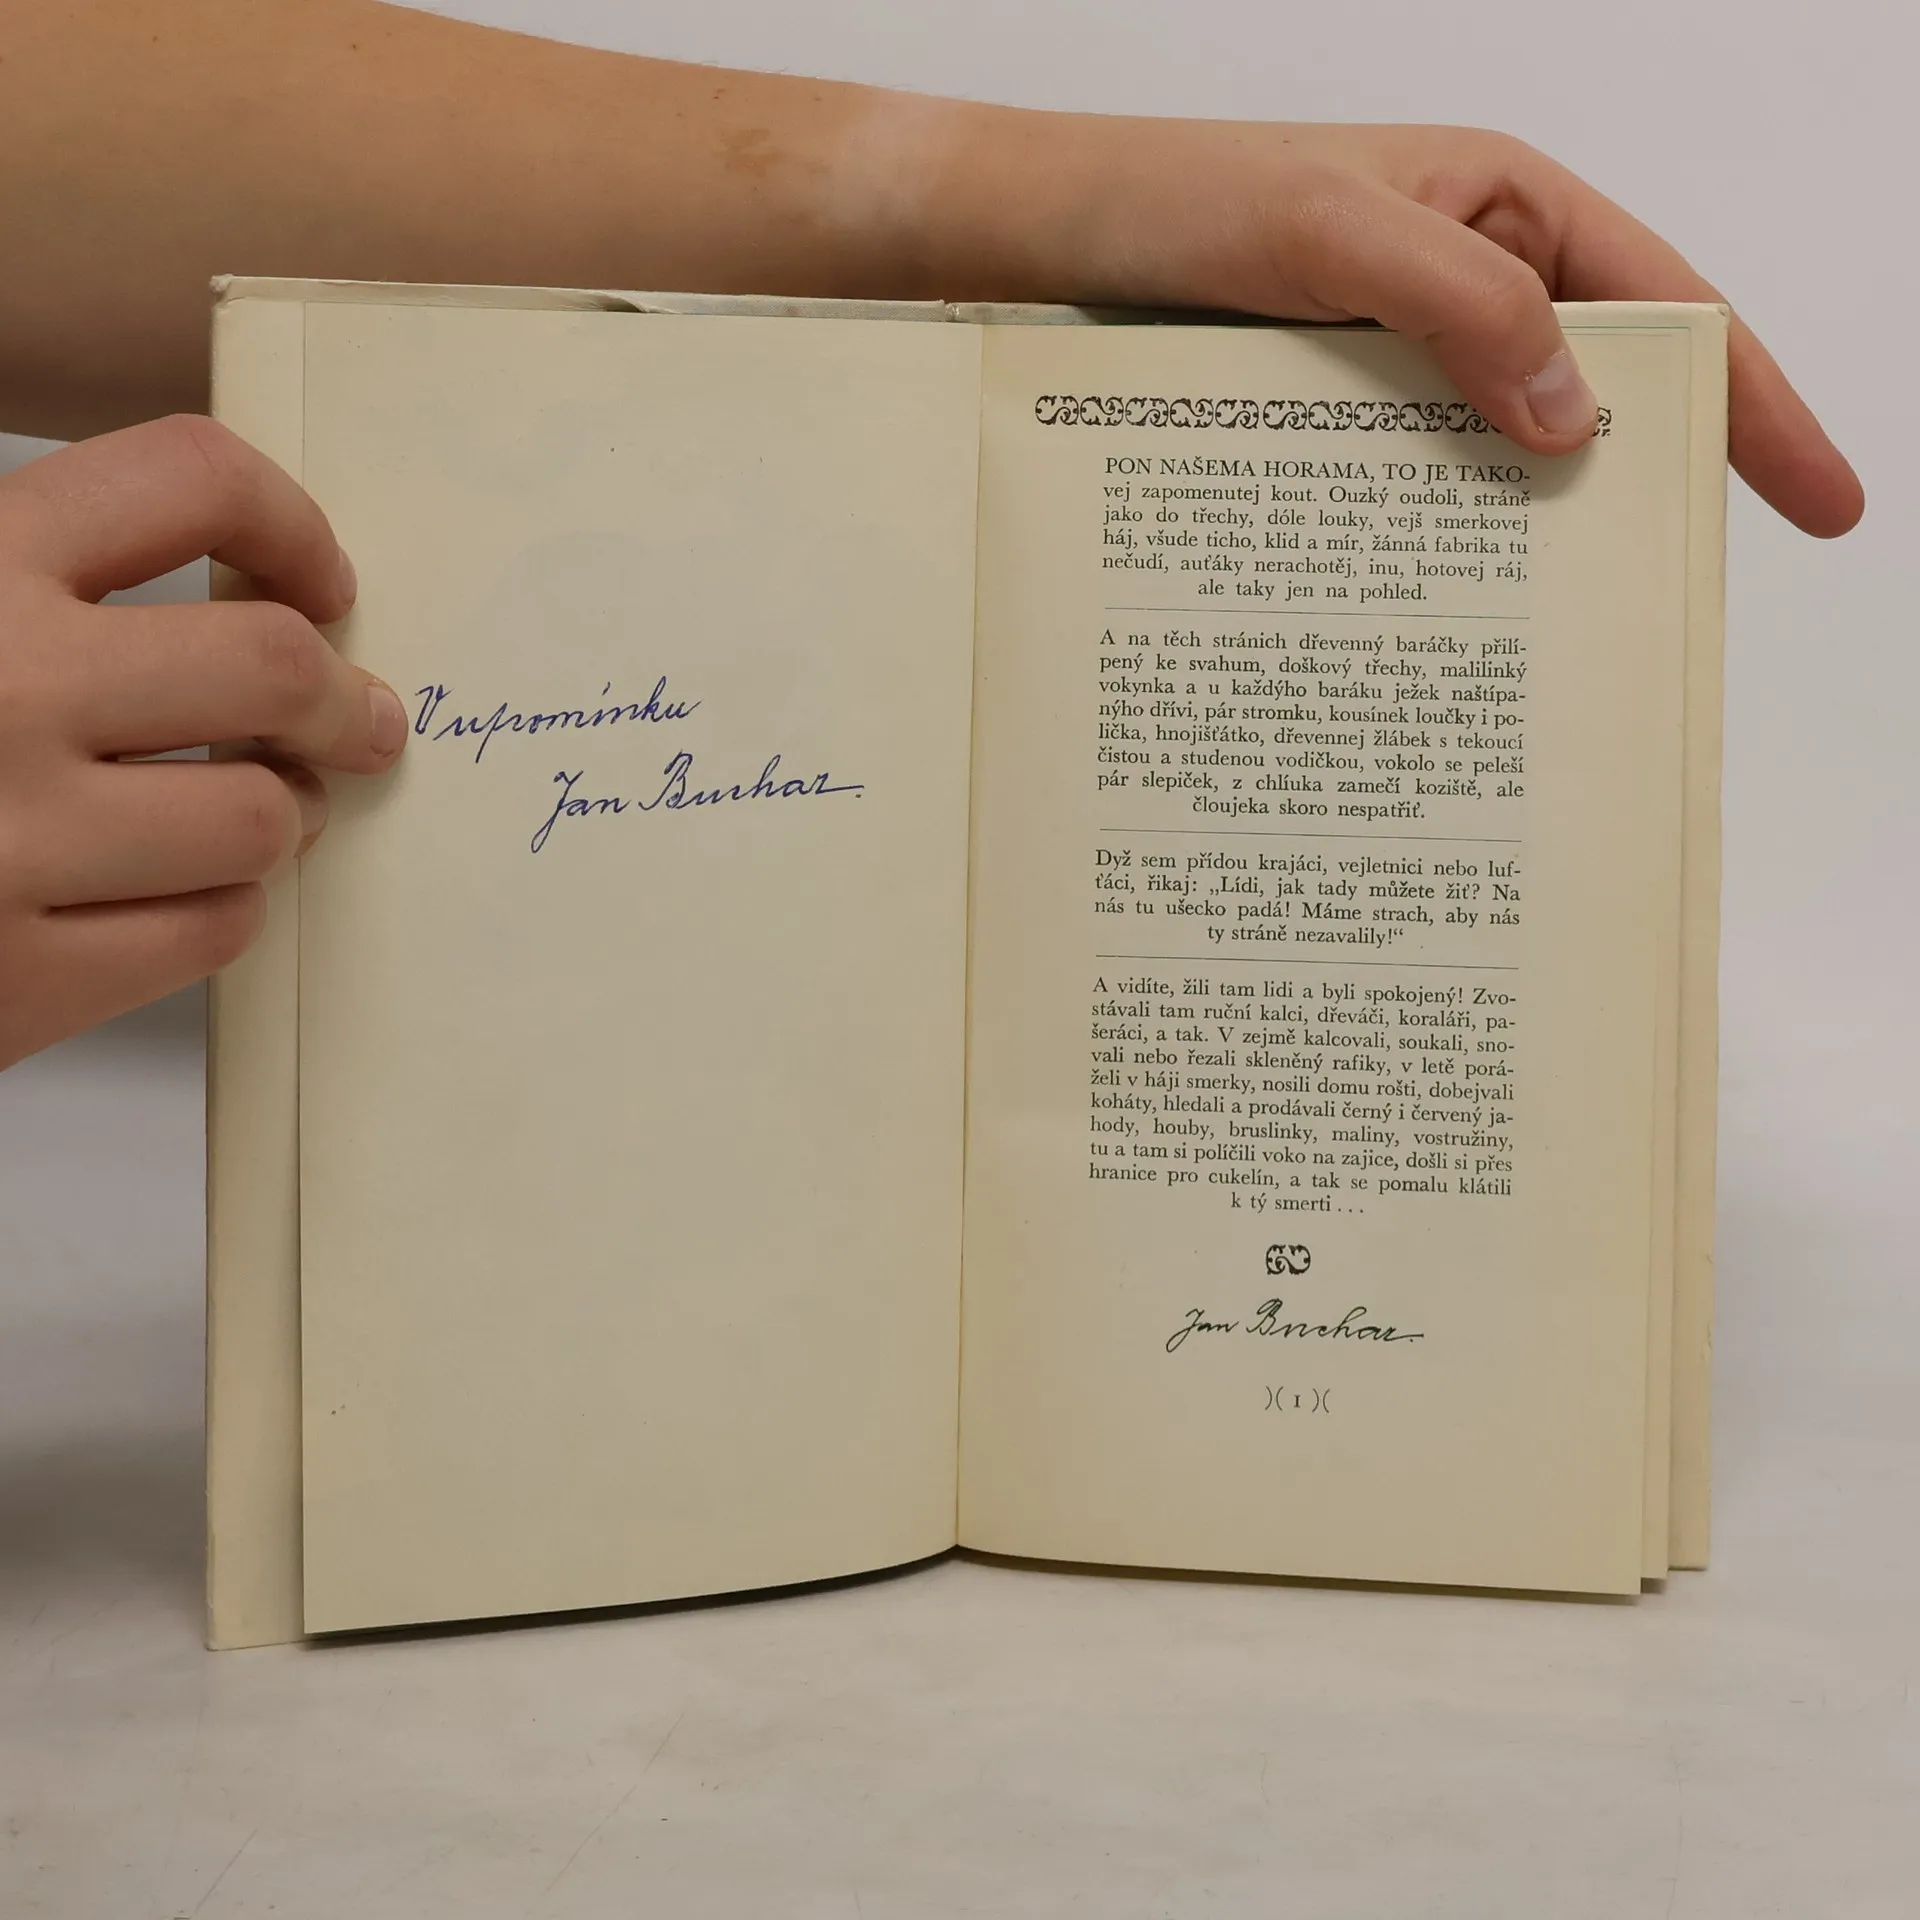 V upomínku
Jan Buchar.
PON NAŠEMA HORAMA, TO JE TAKO-
vej zapomenutej kout. Ouzký oudoli, stráně
jako do třechy, dóle louky, vejš smerkovej
háj, všude ticho, klid a mír, žánná fabrika tu
nečudí, auťáky nerachotěj, inu, hotovej ráj,
ale taky jen na pohled.
A na těch stránich dřevenný baráčky přilí-
pený ke svahum, doškový třechy, malilinký
vokynka a u každýho baráku ježek naštípa-
nýho dříví, pár stromku, kousínek loučky i po-
lička, hnojišťátko, dřevennej žlábek s tekoucí
čistou a studenou vodičkou, vokolo se peleší
pár slepiček, z chlíuka zamečí koziště, ale
čloujeka skoro nespatřiť.
Dyž sem přídou krajáci, vejletnici nebo luf-
ťáci, řikaj: „Lídi, jak tady můžete žiť? Na
nás tu ušecko padá! Máme strach, aby nás
ty stráně nezavalily!“
A vidíte, žili tam lidi a byli spokojený! Zvo-
stávali tam ruční kalci, dřeváči, koraláři, pa-
šeráci, a tak. V zejmě kalcovali, soukali, sno-
vali nebo řezali skleněný rafiky, v letě porá-
želi v háji smerky, nosili domu rošti, dobejvali
koháty, hledali a prodávali černý i červený ja-
hody, houby, bruslinky, maliny, vostružiny,
tu a tam si políčili voko na zajice, došli si přes
hranice pro cukelín, a tak se pomalu klátili
k tý smerti . . .
Jan Buchar.
)( 1 )(